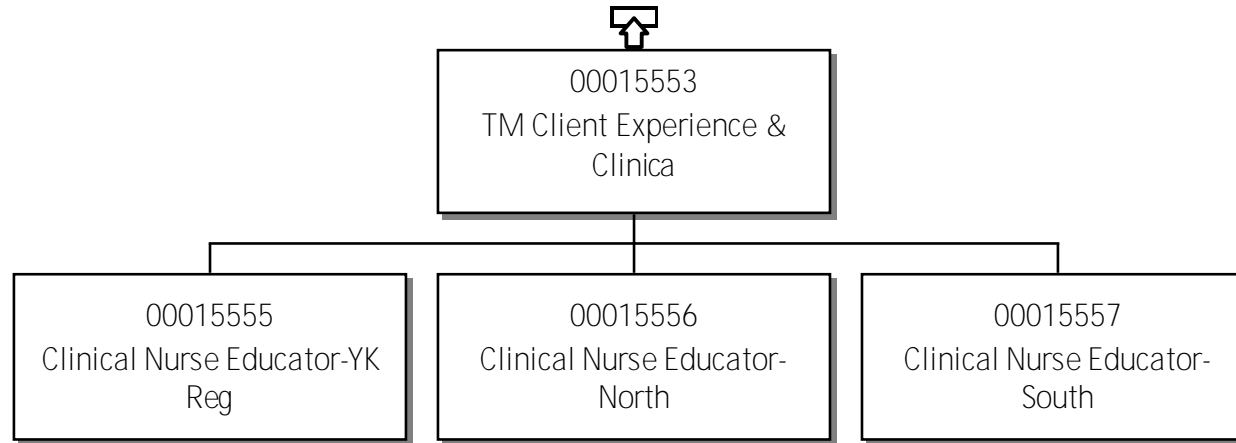 00015553
TM Client Experience &
Clinica
00015555
Clinical Nurse Educator-YK
Reg
00015556
Clinical Nurse Educator-
North
00015557
Clinical Nurse Educator-
South